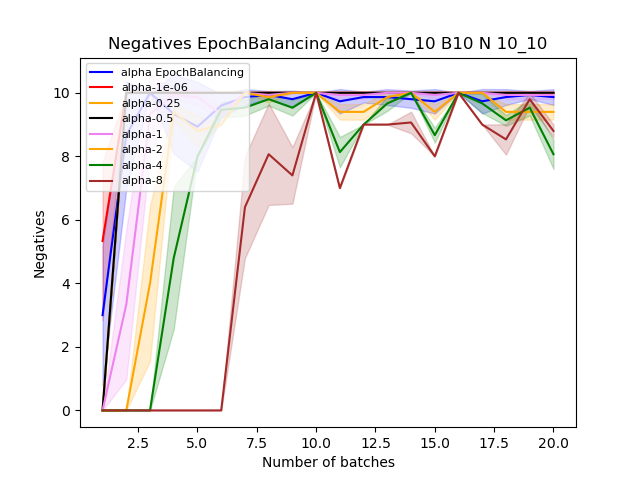 Negatives EpochBalancing Adult-10_10 B10 N 10_10
alpha EpochBalancing
alpha-1e-06
alpha-0.25
alpha-0.5
alpha-1
alpha-2
alpha-4
alpha-8
Negatives
10
8
6
4
2
0
2.5 5.0 7.5 10.0 12.5 15.0 17.5 20.0
Number of batches